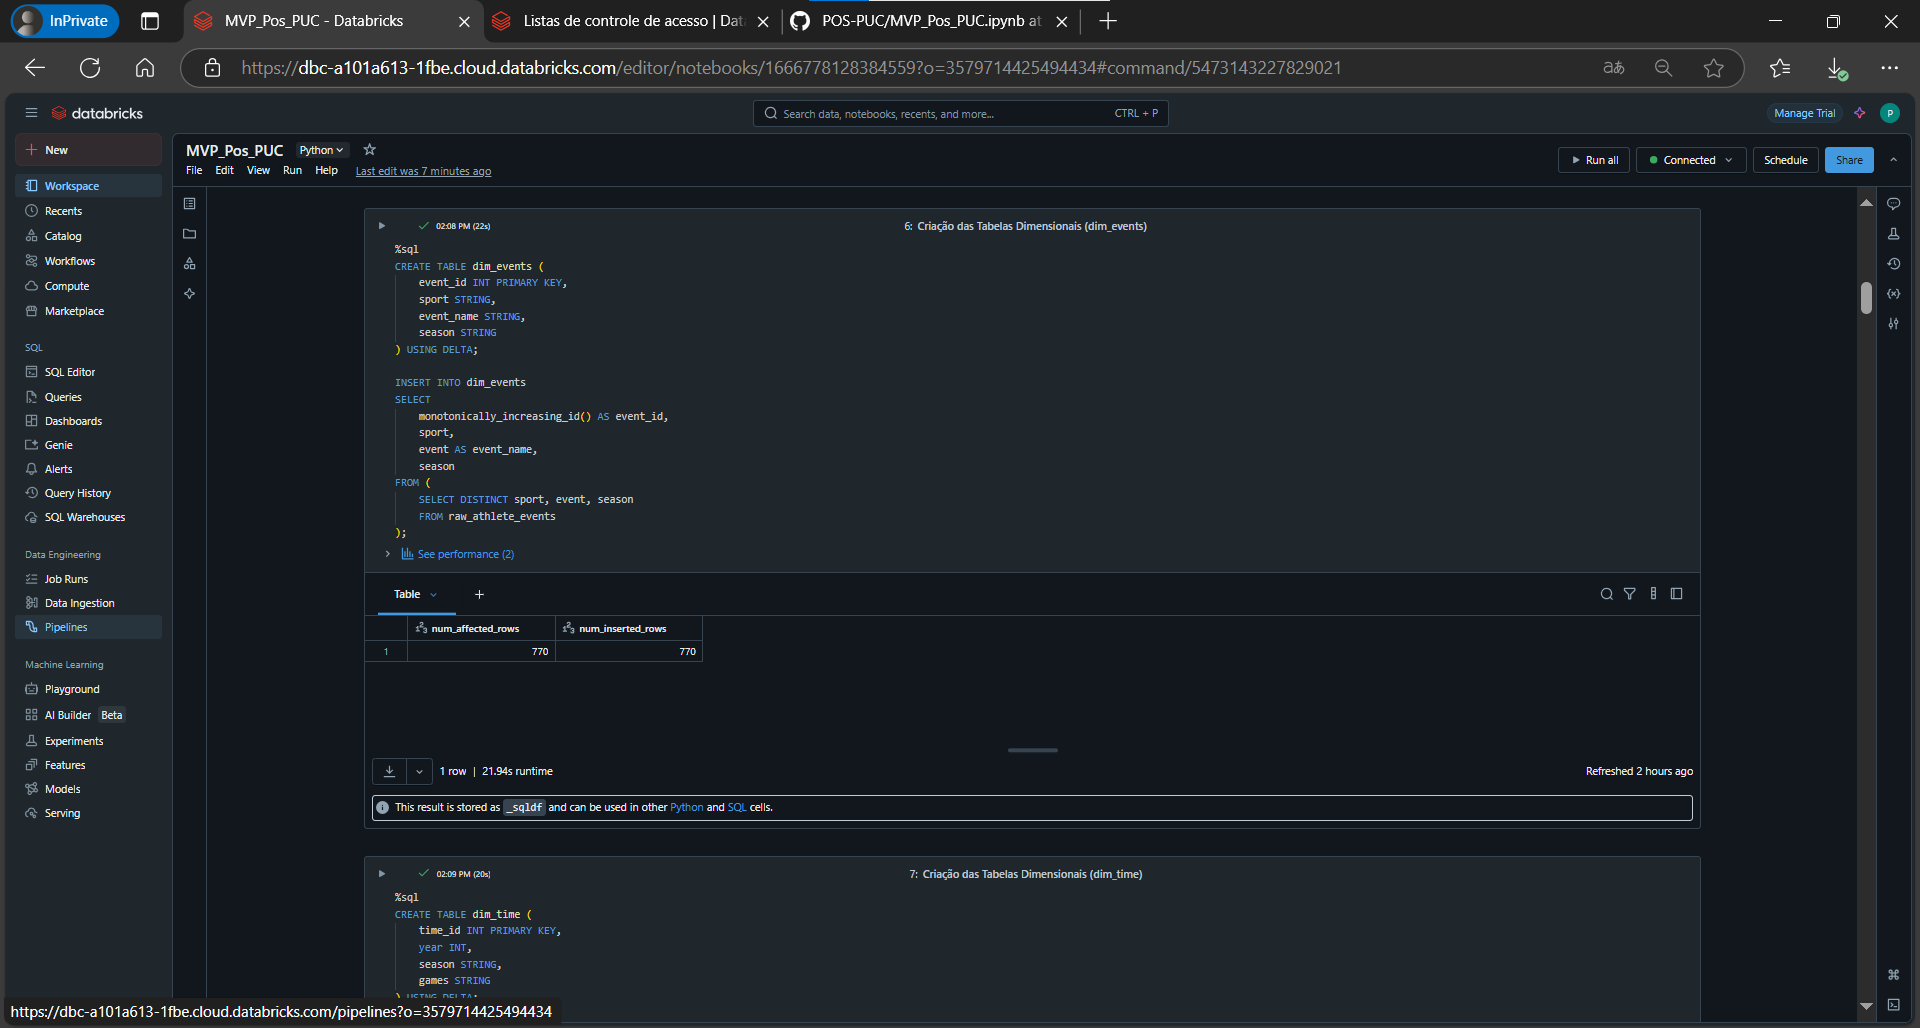 InPrivate
MVP_Pos_PUC - Databricks
Listas de controle de acesso | Dat
POS-PUC/MVP_Pos_PUC.ipynb at
https://dbc-a101a613-1fbe.cloud.databricks.com/editor/notebooks/1666778128384559?o=3579714425494434#command/5473143227829021
databricks
Search data, notebooks, recents, and more...
CTRL + P
Manage Trial
P
New
Workspace
Recents
Catalog
Workflows
Compute
Marketplace
SQL
SQL Editor
Queries
Dashboards
Genie
Alerts
Query History
SQL Warehouses
Data Engineering
Job Runs
Data Ingestion
Pipelines
Machine Learning
Playground
AI Builder Beta
Experiments
Features
Models
Serving
MVP_Pos_PUC Python
File Edit View Run Help Last edit was 7 minutes ago
Run all
Connected
Schedule
Share
02:08 PM (22s)
6: Criação das Tabelas Dimensionais (dim_events)
%sql
CREATE TABLE dim_events (
event_id INT PRIMARY KEY,
sport STRING,
event_name STRING,
season STRING
) USING DELTA;
INSERT INTO dim_events
SELECT
monotonically_increasing_id() AS event_id,
sport,
event AS event_name,
season
FROM (
SELECT DISTINCT sport, event, season
FROM raw_athlete_events
);
See performance (2)
Table
num_affected_rows num_inserted_rows
1 770 770
1 row | 21.94s runtime
Refreshed 2 hours ago
This result is stored as _sqldf and can be used in other Python and SQL cells.
02:09 PM (20s)
7: Criação das Tabelas Dimensionais (dim_time)
%sql
CREATE TABLE dim_time (
time_id INT PRIMARY KEY,
year INT,
season STRING,
games STRING
) USING DELTA;
https://dbc-a101a613-1fbe.cloud.databricks.com/pipelines?o=3579714425494434